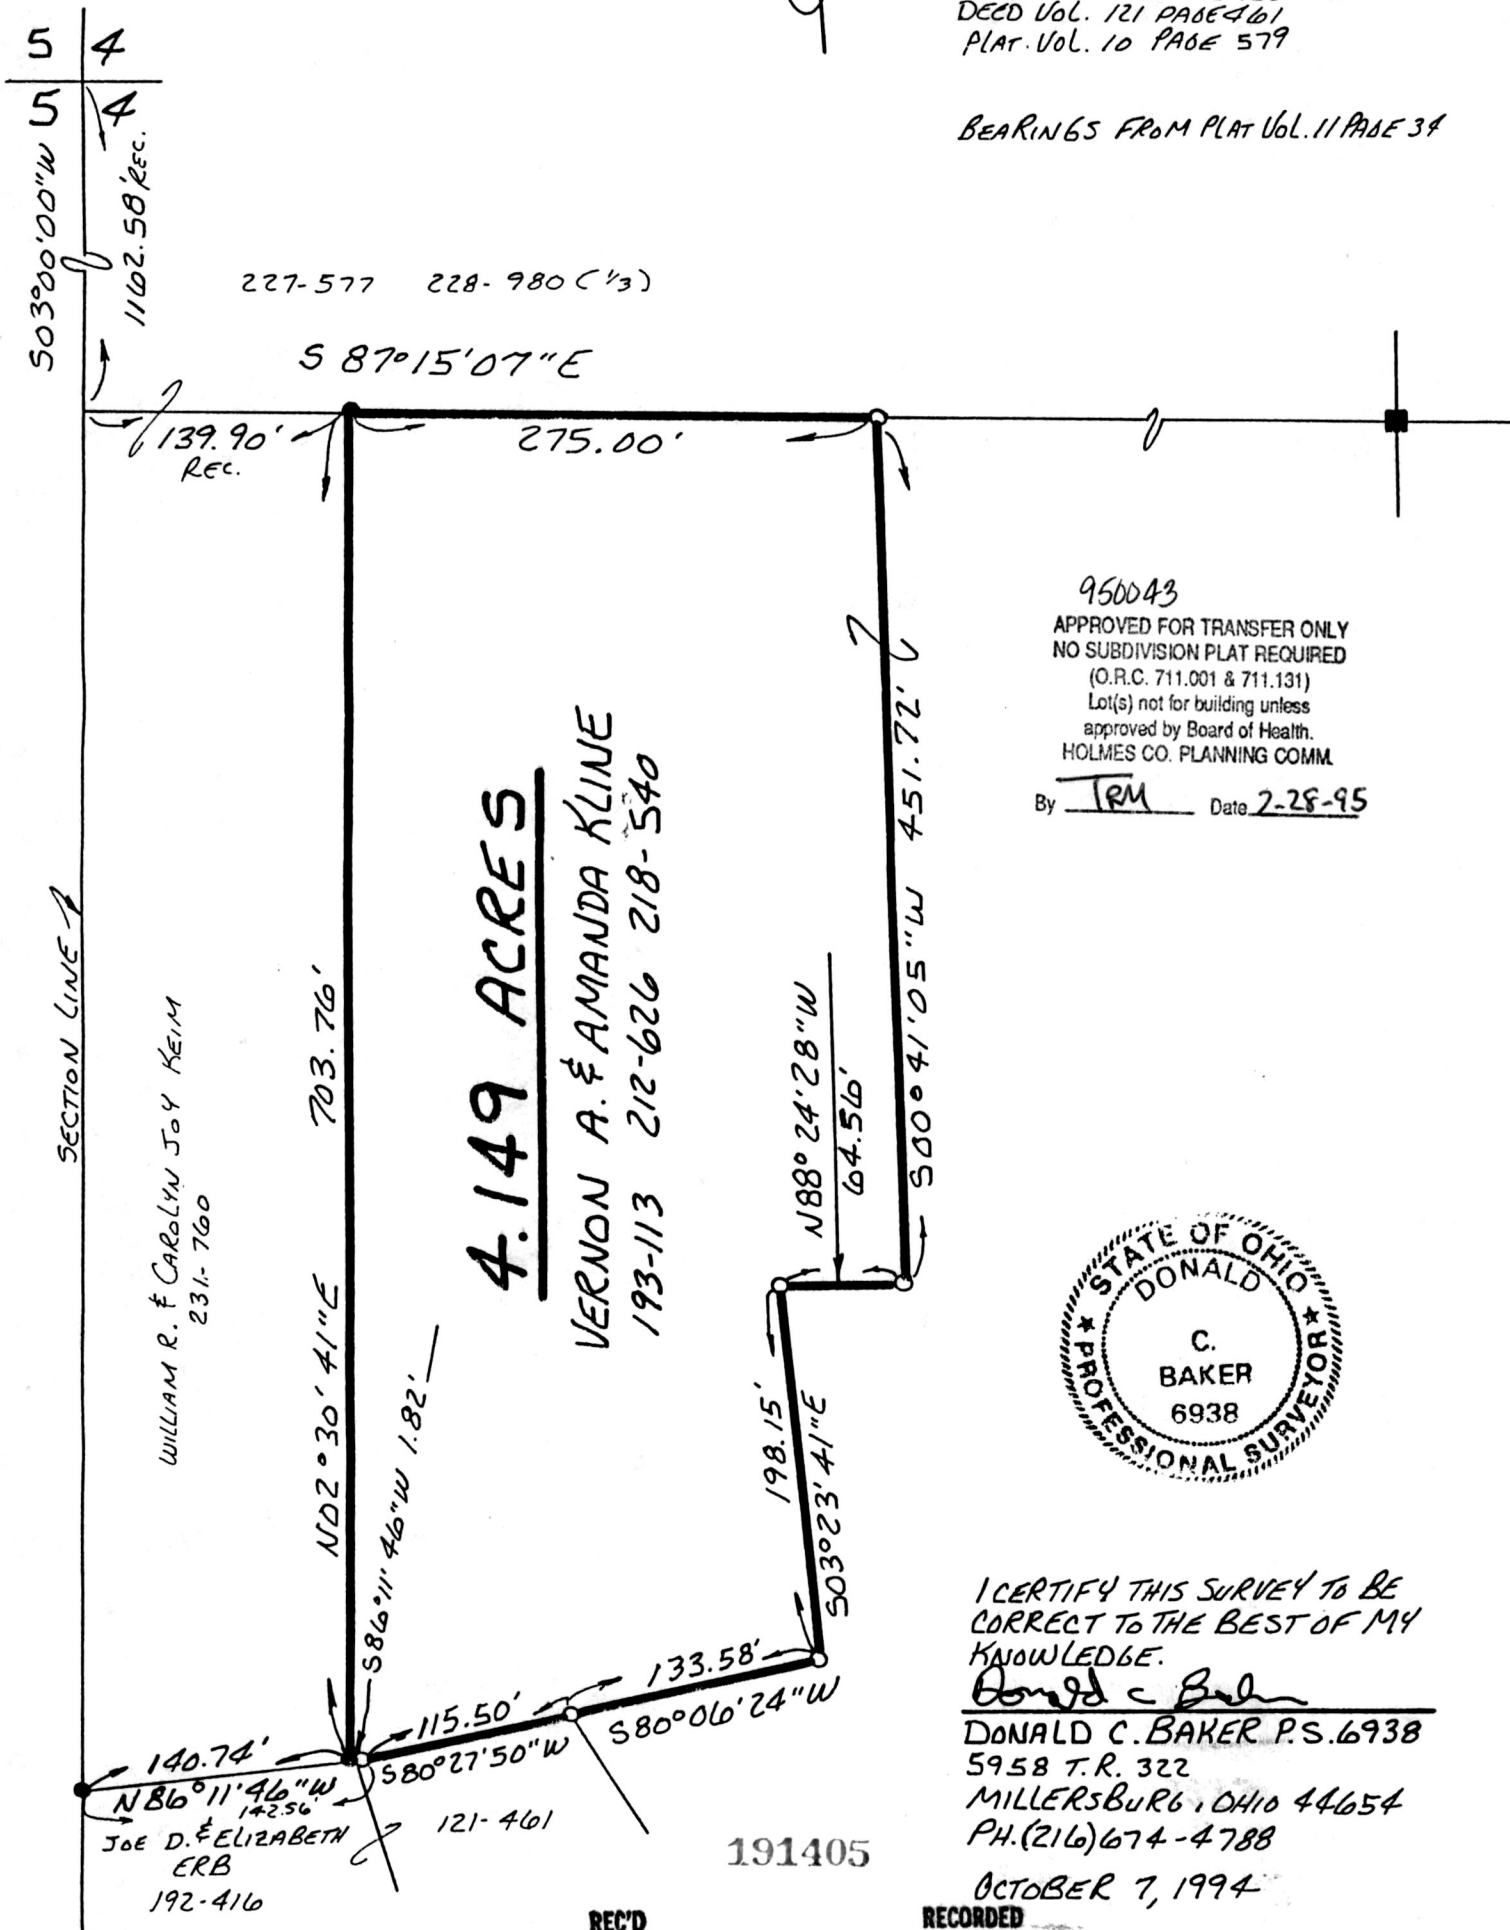 DEED VOL. 121 PAGE 461
PLAT. VOL. 10 PAGE 579
BEARINGS FROM PLAT VOL. 11 PAGE 34
5 4
5 4
S03°00'00"W
1162.58' REC.
227-577 228-980 (1/3)
S 87°15'07"E
139.90'
REC.
275.00'
950043
APPROVED FOR TRANSFER ONLY
NO SUBDIVISION PLAT REQUIRED
(O.R.C. 711.001 & 711.131)
Lot(s) not for building unless
approved by Board of Health.
HOLMES CO. PLANNING COMM.
By TRM Date 2-28-95
S00°41'05"W 451.72'
4.149 ACRES
VERNON A. & AMANDA KLINE
193-113 212-626 218-540
N88°24'28"W
64.56'
SECTION LINE
WILLIAM R. & CAROLYN JOY KEIM
231-760
N02°30'41"E 703.76'
S86°11'46"W 1.82'
198.15'
S03°23'41"E
STATE OF OHIO
DONALD
C.
BAKER
6938
PROFESSIONAL SURVEYOR
133.58'
S80°06'24"W
115.50'
S80°27'50"W
140.74'
N86°11'46"W
142.56'
JOE D. & ELIZABETH
ERB
192-416
121-461
I CERTIFY THIS SURVEY TO BE
CORRECT TO THE BEST OF MY
KNOWLEDGE.
Donald C Baker
DONALD C. BAKER P.S. 6938
5958 T.R. 322
MILLERSBURG, OHIO 44654
PH. (216) 674-4788
OCTOBER 7, 1994
191405
REC'D
RECORDED